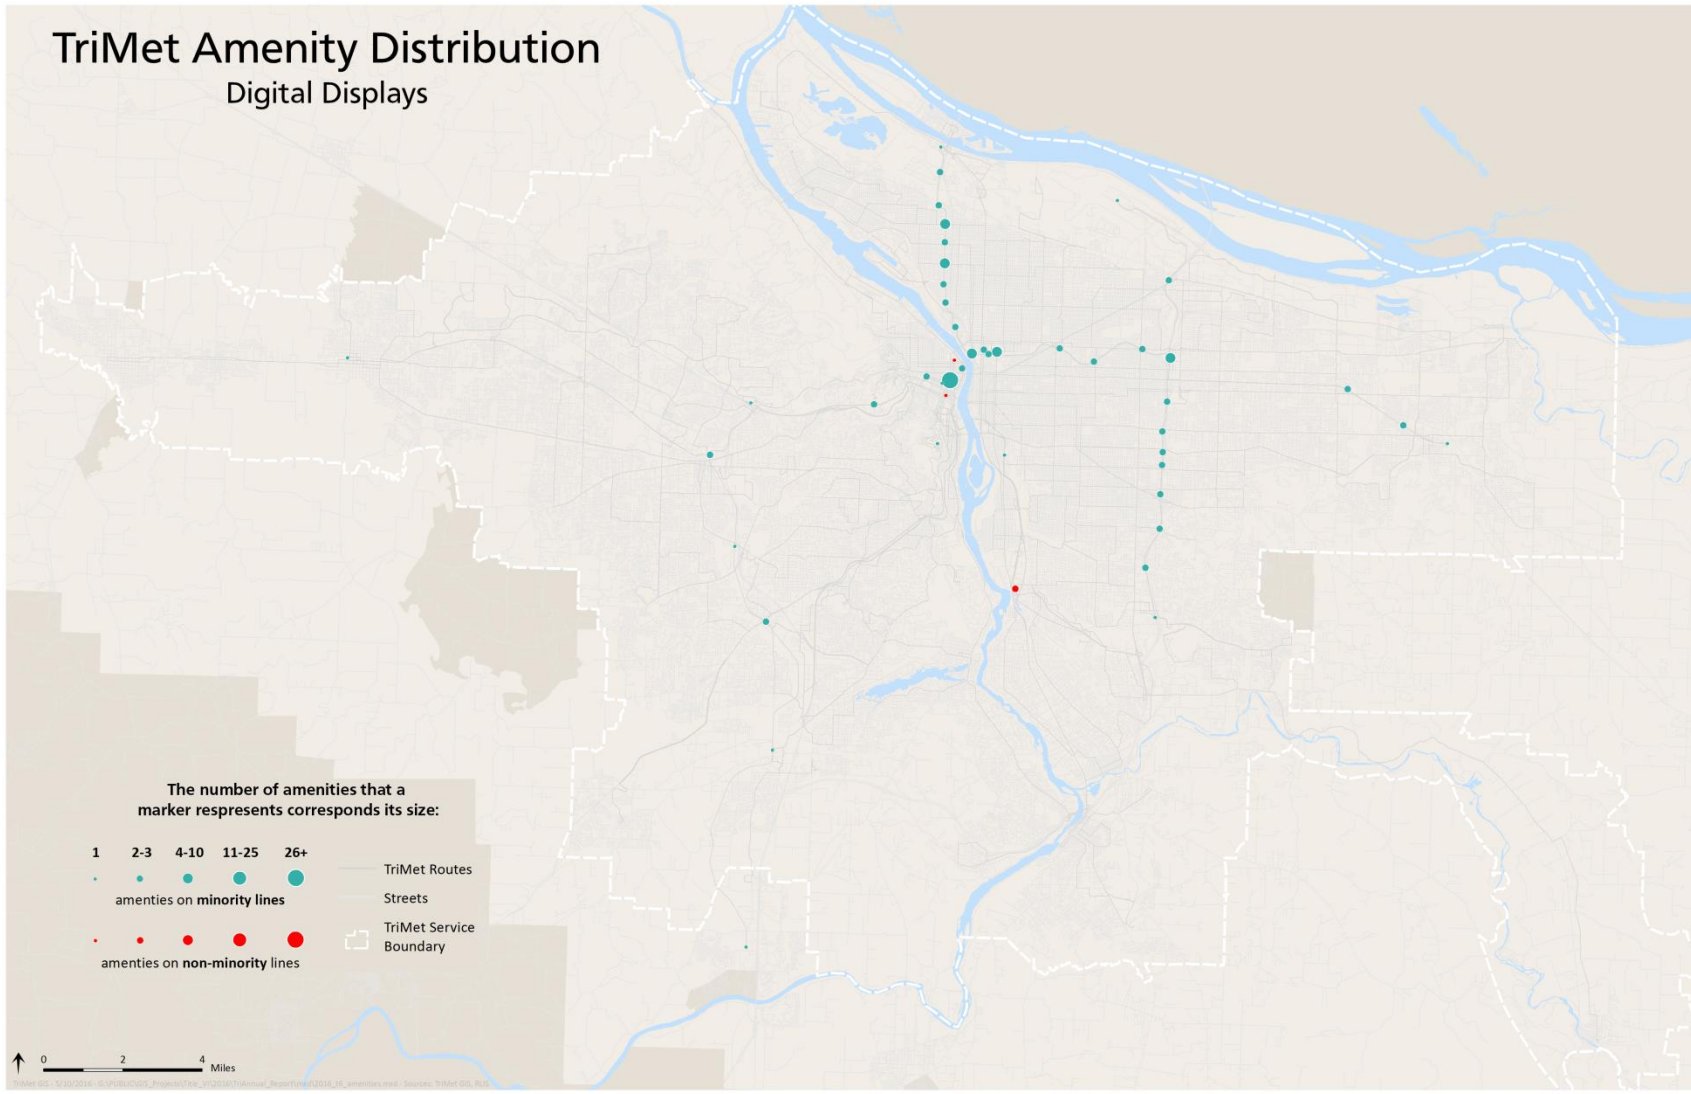 TriMet Amenity Distribution
Digital Displays
The number of amenities that a
marker respresents corresponds its size:
1 2-3 4-10 11-25 26+
amenties on minority lines
amenties on non-minority lines
TriMet Routes
Streets
TriMet Service
Boundary
0 2 4 Miles